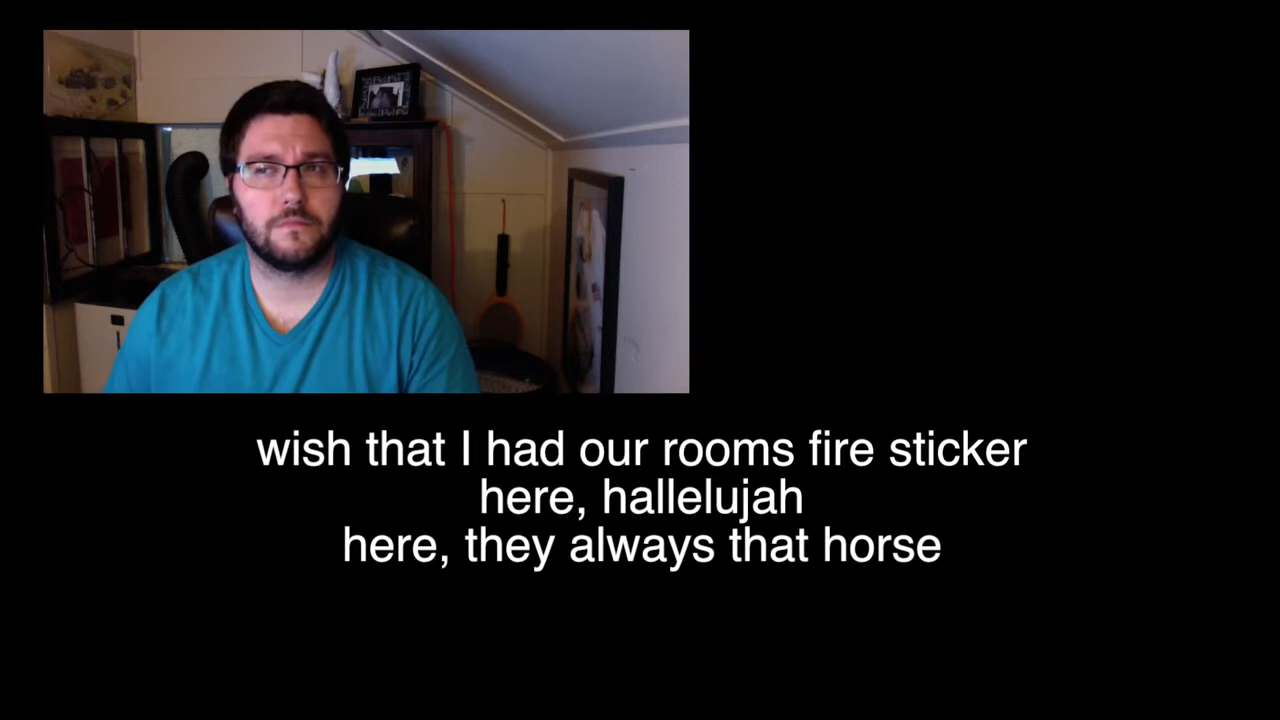 wish that I had our rooms fire sticker
here, hallelujah
here, they always that horse